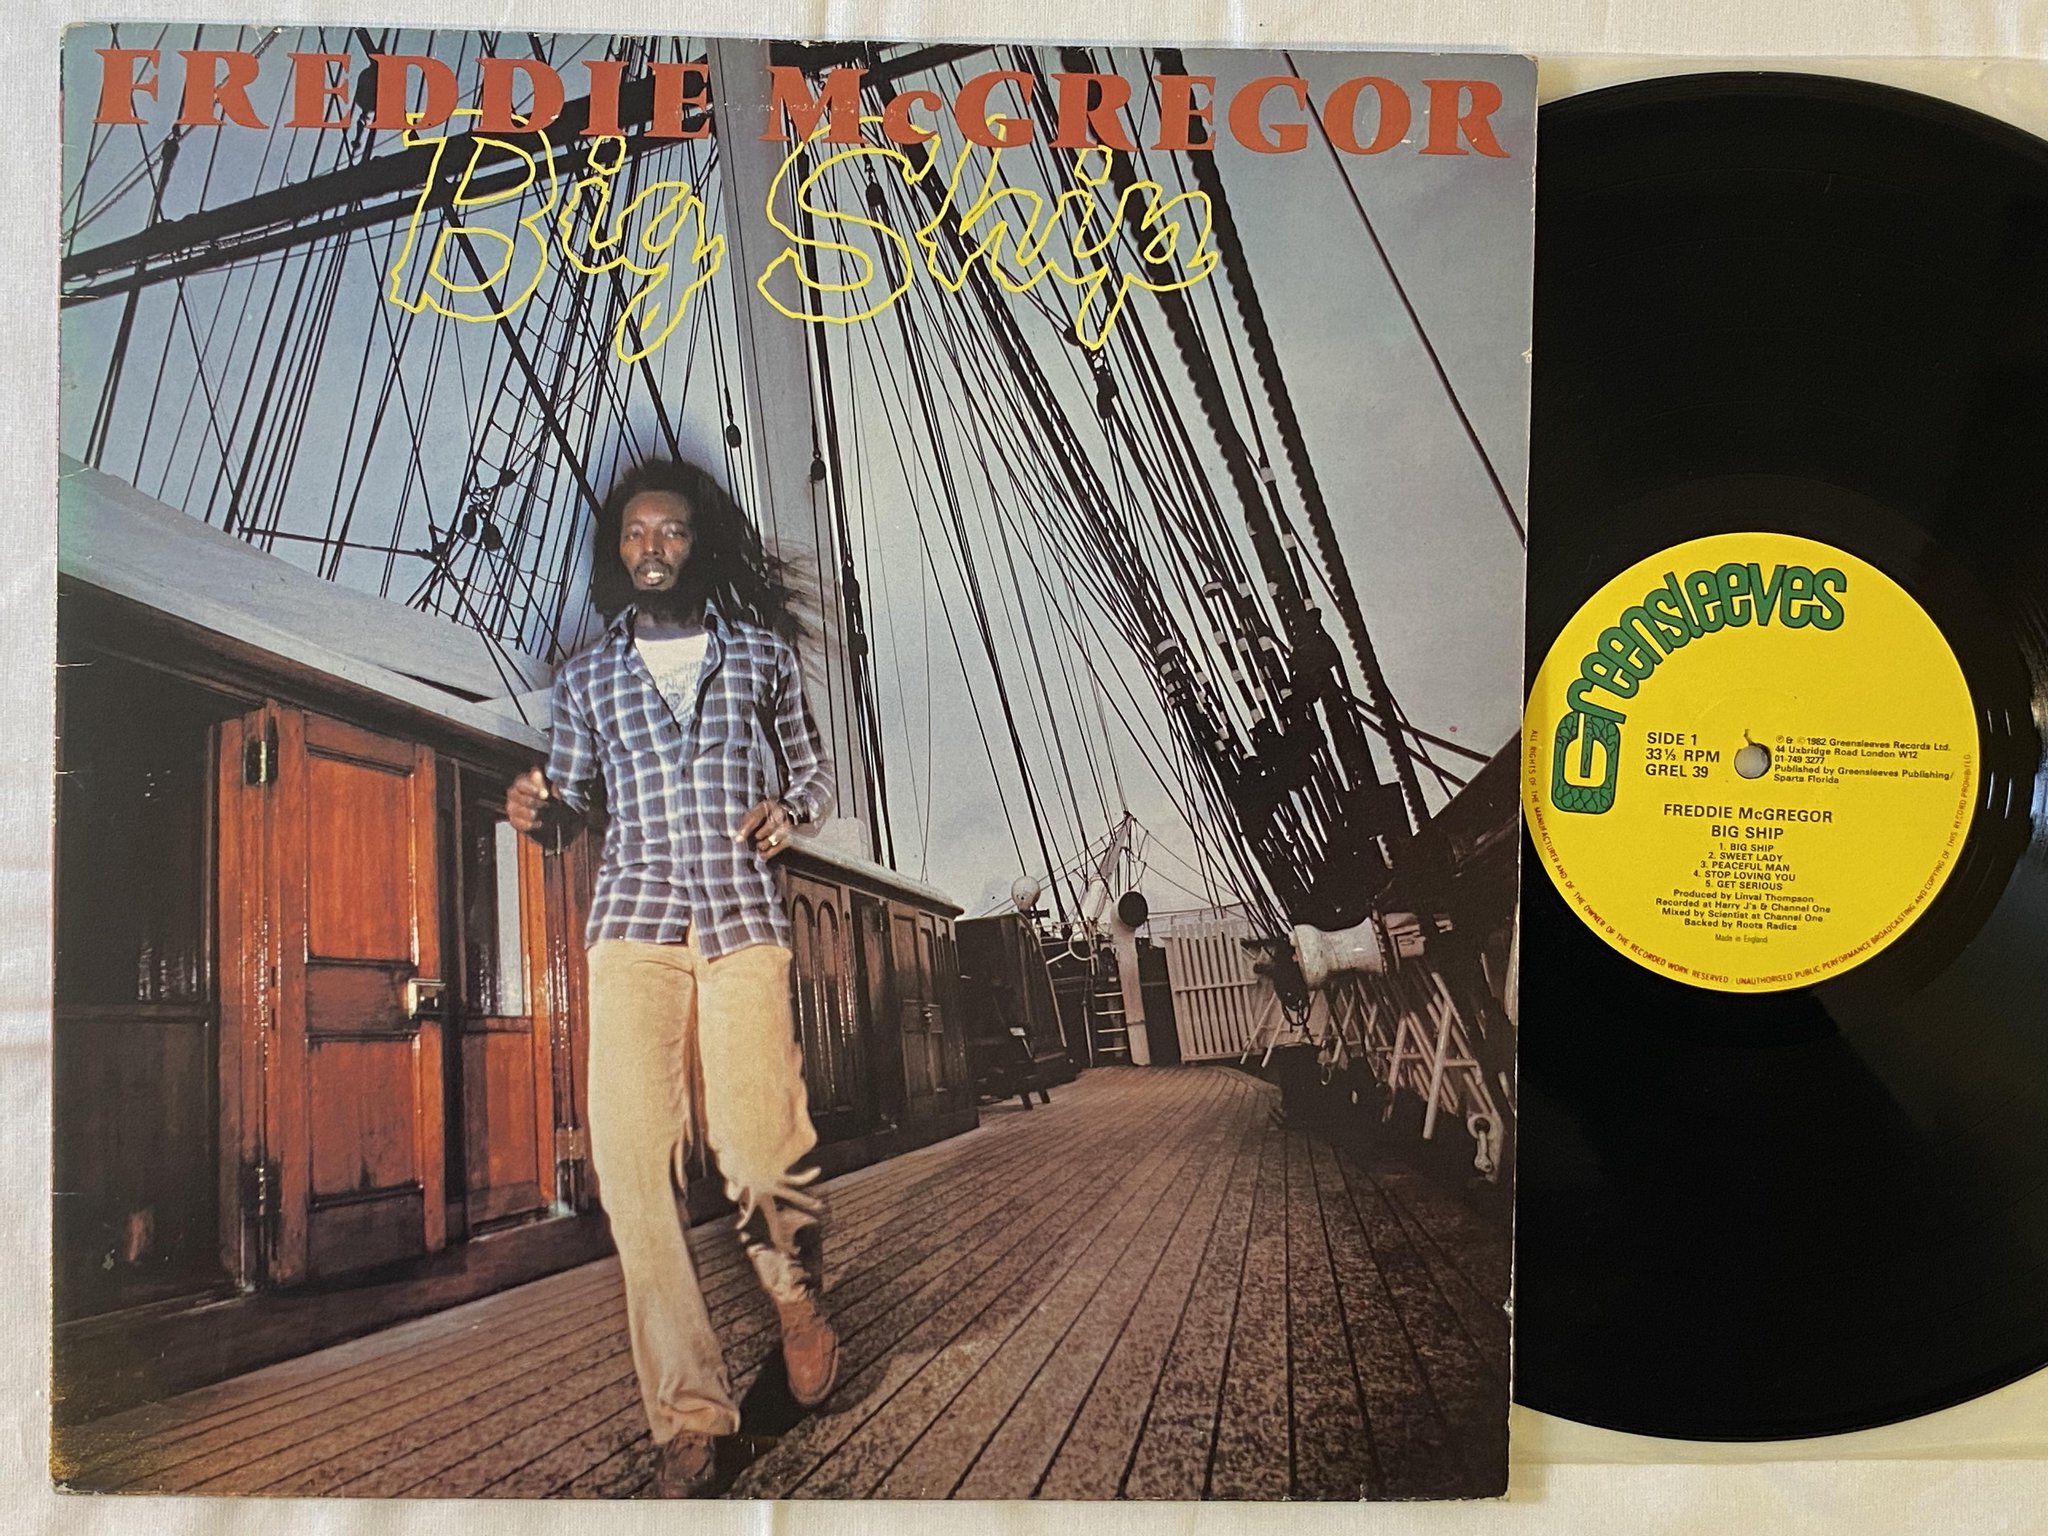 FREDDIE McGREGOR
Big Ship
Greensleeves
SIDE 1
33⅓ RPM
GREL 39
℗ & ©1982 Greensleeves Records Ltd.
44 Uxbridge Road London W12
01-749 3277
Published by Greensleeves Publishing/
Sparta Florida
FREDDIE McGREGOR
BIG SHIP
1. BIG SHIP
2. SWEET LADY
3. PEACEFUL MAN
4. STOP LOVING YOU
5. GET SERIOUS
Produced by Linval Thompson
Recorded at Harry J's & Channel One
Mixed by Scientist at Channel One
Backed by Roots Radics
Made in England
ALL RIGHTS OF THE MANUFACTURER AND OF THE OWNER OF THE RECORDED WORK RESERVED / UNAUTHORISED PUBLIC PERFORMANCE BROADCASTING AND COPYING OF THIS RECORD PROHIBITED